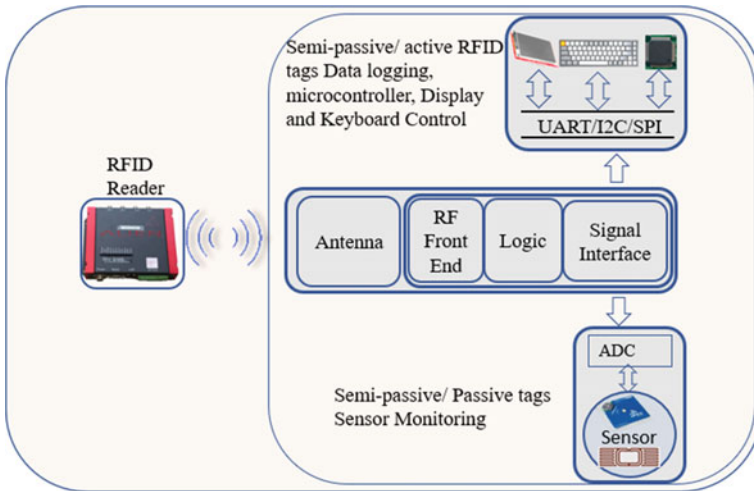 Semi-passive/ active RFID
tags Data logging,
microcontroller, Display
and Keyboard Control
UART/I2C/SPI
RFID
Reader
Antenna
RF
Front
End
Logic
Signal
Interface
ADC
Semi-passive/ Passive tags
Sensor Monitoring
Sensor